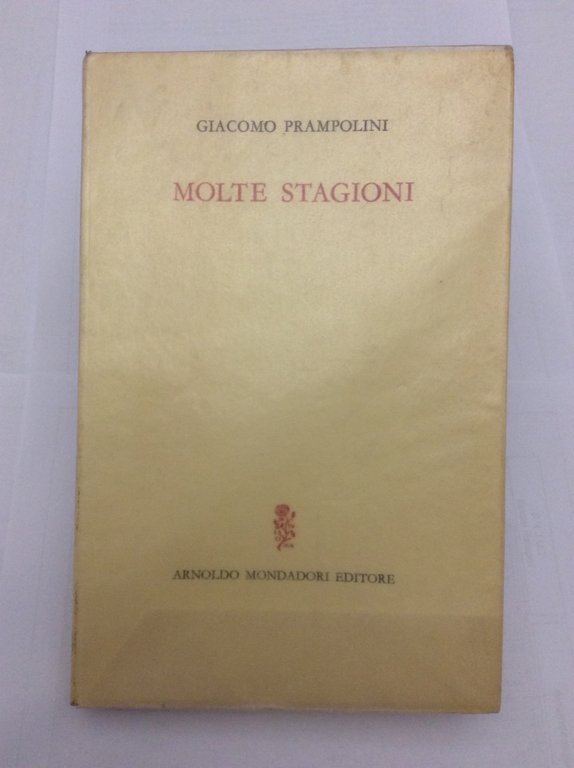 GIACOMO PRAMPOLINI
MOLTE STAGIONI
ARNOLDO MONDADORI EDITORE